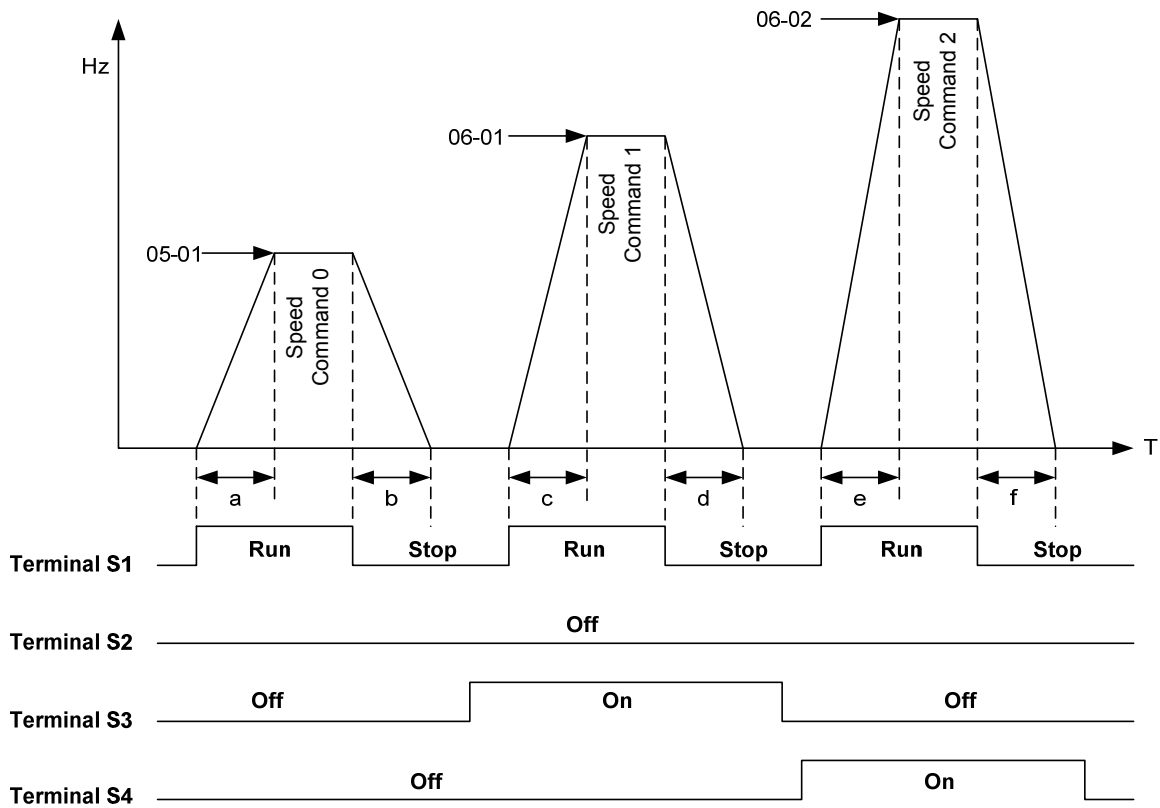 06-02
Hz
Speed
Command 2
06-01
Speed
Command 1
05-01
Speed
Command 0
T
a
b
c
d
e
f
Terminal S1
Run
Stop
Run
Stop
Run
Stop
Terminal S2
Off
Terminal S3
Off
On
Off
Terminal S4
Off
On